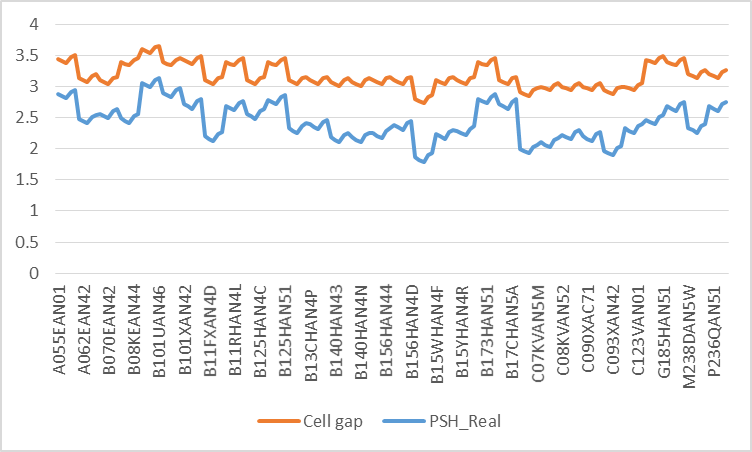 4
3.5
3
2.5
2
1.5
1
0.5
0
A055EAN01
A062EAN42
B070EAN42
B08KEAN44
B101UAN46
B101XAN42
B11FXAN4D
B11RHAN4L
B125HAN4C
B125HAN51
B13CHAN4P
B140HAN43
B140HAN4N
B156HAN44
B156HAN4D
B15WHAN4F
B15YHAN4R
B173HAN51
B17CHAN5A
C07KVAN5M
C08KVAN52
C090XAC71
C093XAN42
C123VAN01
G185HAN51
M238DAN5W
P236QAN51
Cell gap
PSH_Real